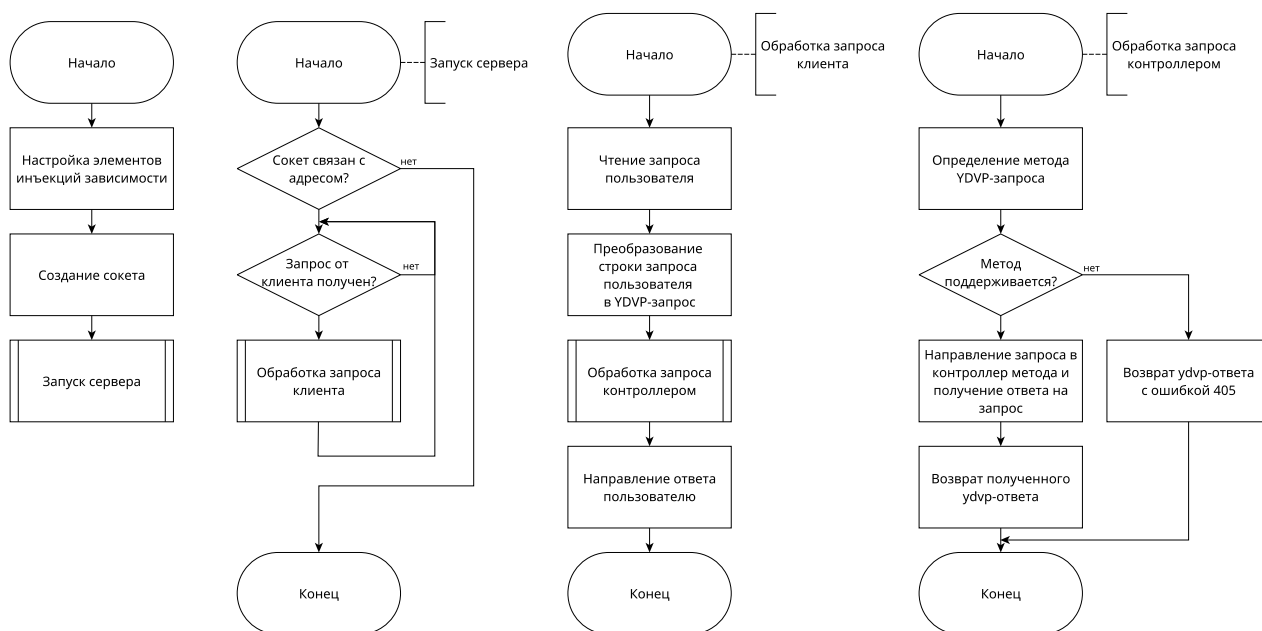 Начало
Настройка элементов
инъекций зависимости
Создание сокета
Запуск сервера
Начало
Запуск сервера
Сокет связан с
адресом?
нет
Запрос от
клиента получен?
нет
Обработка запроса
клиента
Конец
Начало
Обработка запроса
клиента
Чтение запроса
пользователя
Преобразование
строки запроса
пользователя
в YDVP-запрос
Обработка запроса
контроллером
Направление ответа
пользователю
Конец
Начало
Обработка запроса
контроллером
Определение метода
YDVP-запроса
Метод
поддерживается?
нет
Направление запроса в
контроллер метода и
получение ответа на
запрос
Возврат ydvp-ответа
с ошибкой 405
Возврат полученного
ydvp-ответа
Конец